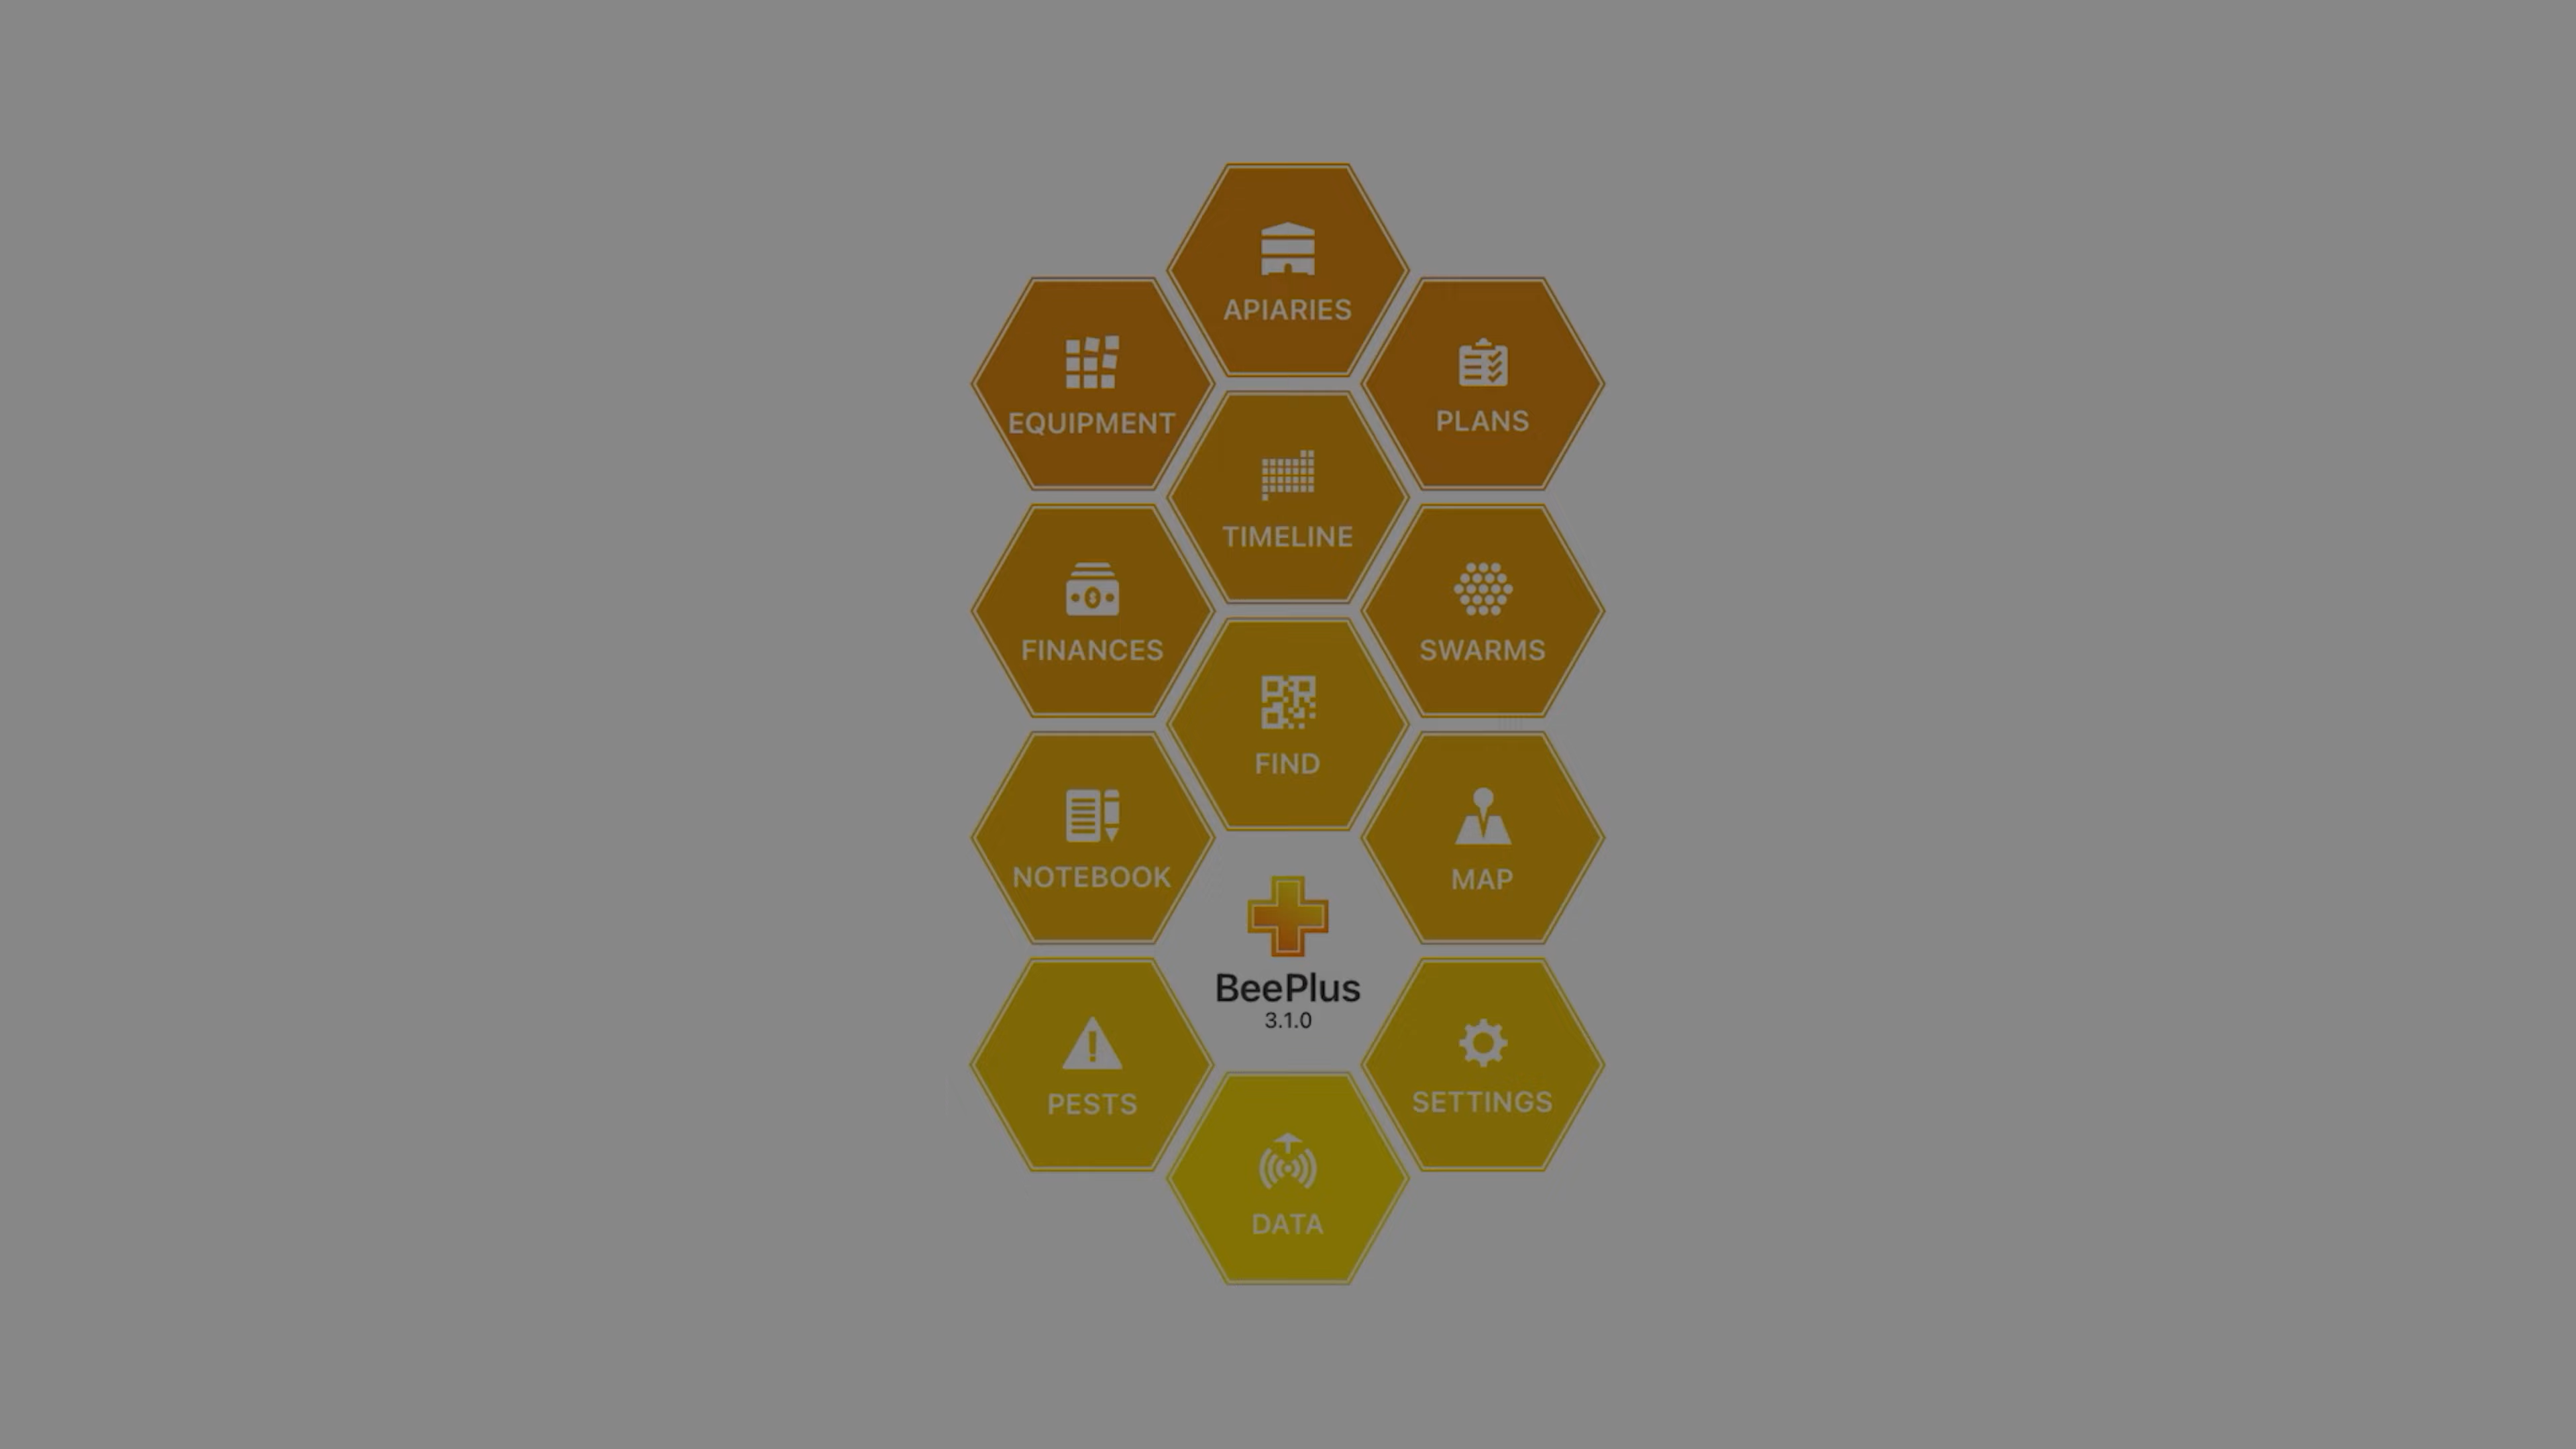 APIARIES
EQUIPMENT
PLANS
TIMELINE
FINANCES
SWARMS
FIND
NOTEBOOK
MAP
BeePlus
3.1.0
PESTS
SETTINGS
DATA